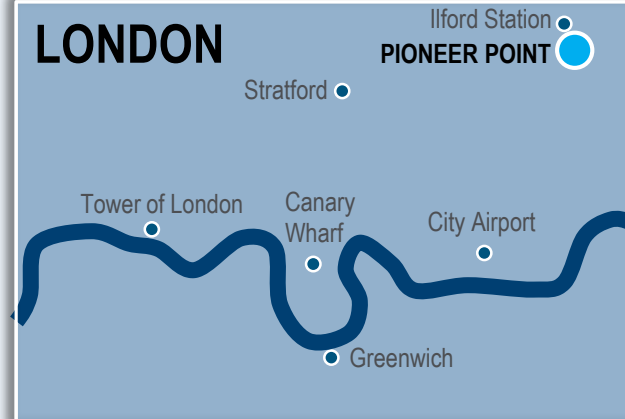 LONDON
Ilford Station
PIONEER POINT
Stratford
Tower of London
Canary
Wharf
City Airport
Greenwich